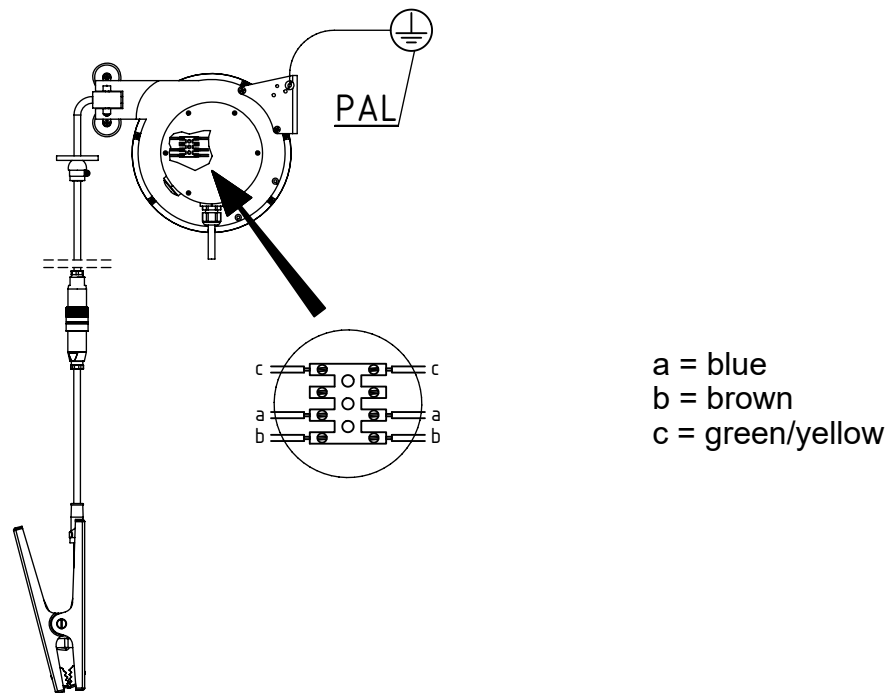 PAL
c c
a a
b b
a = blue
b = brown
c = green/yellow